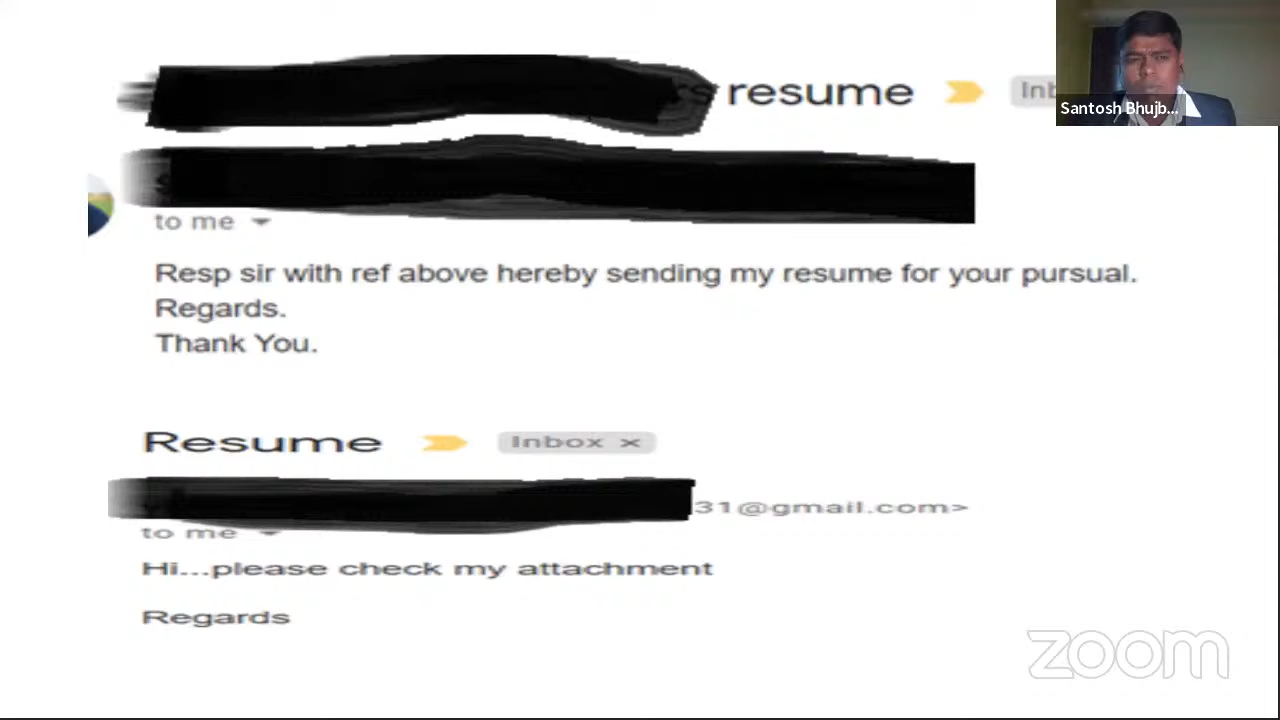 resume
Santosh Bhujb...
to me
Resp sir with ref above hereby sending my resume for your pursual.
Regards.
Thank You.
Resume Inbox x
31@gmail.com>
to me
Hi...please check my attachment
Regards
zoom